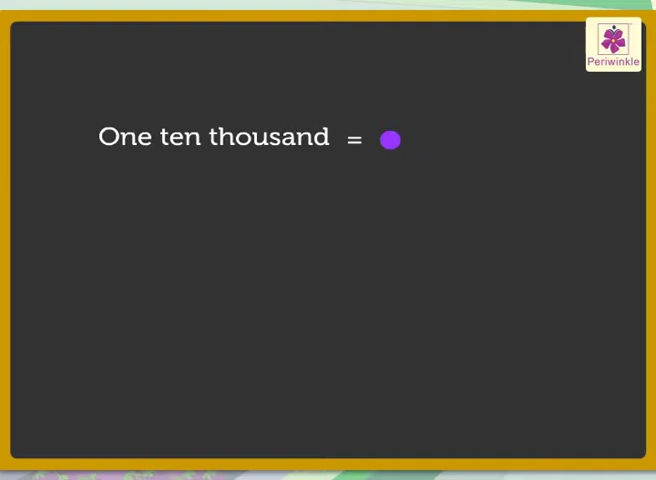 Periwinkle
One ten thousand =